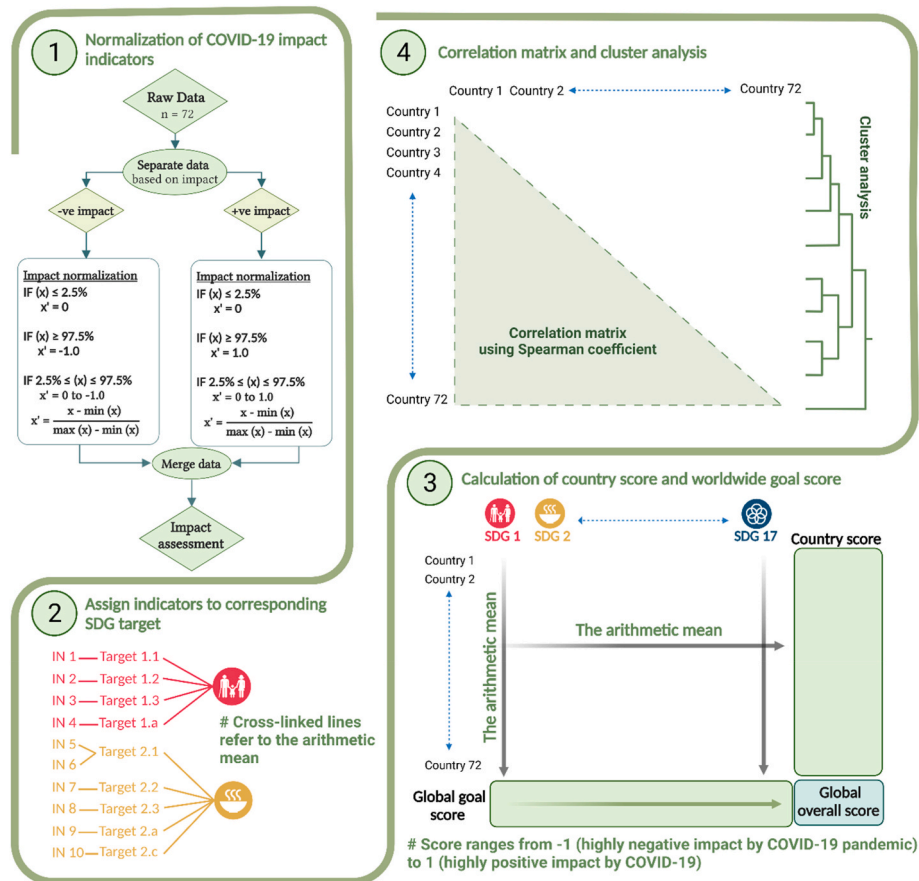 1
Normalization of COVID-19 impact
indicators
Raw Data
n = 72
Separate data
based on impact
-ve impact
+ve impact
Impact normalization
IF (x) ≤ 2.5%
x' = 0
IF (x) ≥ 97.5%
x' = -1.0
IF 2.5% ≤ (x) ≤ 97.5%
x' = 0 to -1.0
x' = x - min (x)
max (x) - min (x)
Impact normalization
IF (x) ≤ 2.5%
x' = 0
IF (x) ≥ 97.5%
x' = 1.0
IF 2.5% ≤ (x) ≤ 97.5%
x' = 0 to 1.0
x' = x - min (x)
max (x) - min (x)
Merge data
Impact
assessment
2
Assign indicators to corresponding
SDG target
IN 1 Target 1.1
IN 2 Target 1.2
IN 3 Target 1.3
IN 4 Target 1.a
IN 5
Target 2.1
IN 6
IN 7 Target 2.2
IN 8 Target 2.3
IN 9 Target 2.a
IN 10 Target 2.c
# Cross-linked lines
refer to the arithmetic
mean
3
Calculation of country score and worldwide goal score
SDG 1
SDG 2
SDG 17
Country score
Country 1
Country 2
Country 72
The arithmetic mean
The arithmetic mean
Global goal
score
Global
overall score
# Score ranges from -1 (highly negative impact by COVID-19 pandemic)
to 1 (highly positive impact by COVID-19)
4
Correlation matrix and cluster analysis
Country 1 Country 2 Country 72
Country 1
Country 2
Country 3
Country 4
Country 72
Correlation matrix
using Spearman coefficient
Cluster analysis